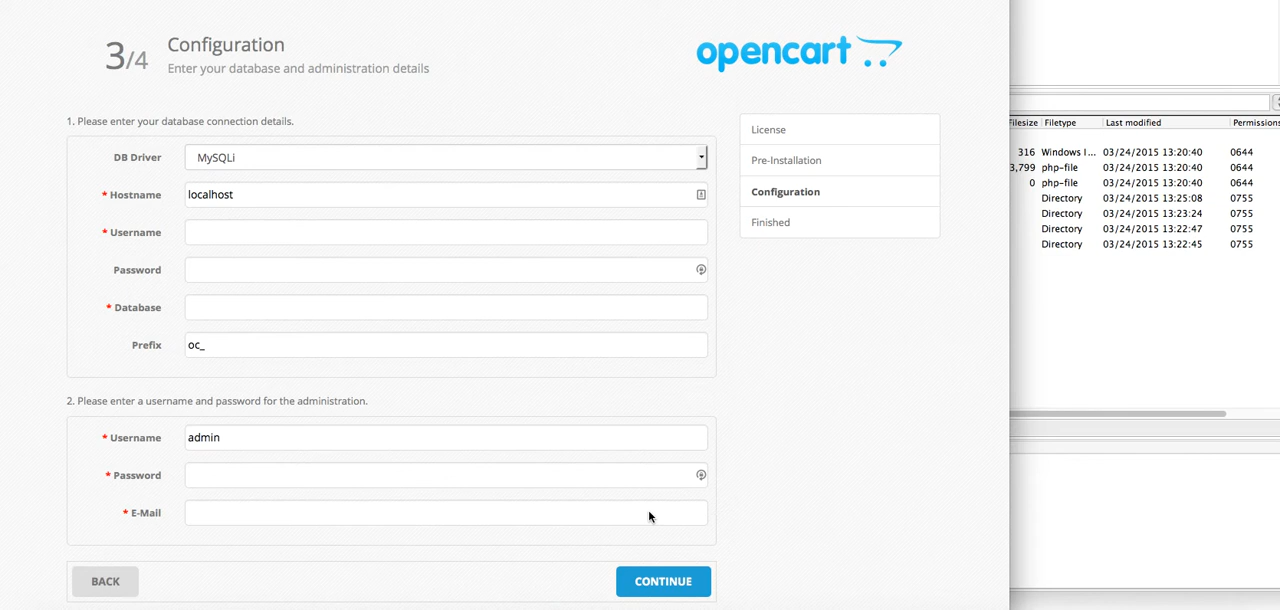 3/4
Configuration
Enter your database and administration details
opencart
1. Please enter your database connection details.
DB Driver MySQLi
* Hostname localhost
* Username
Password
* Database
Prefix oc_
2. Please enter a username and password for the administration.
* Username admin
* Password
* E-Mail
BACK CONTINUE
License
Pre-Installation
Configuration
Finished
Filesize Filetype Last modified Permissions
316 Windows I... 03/24/2015 13:20:40 0644
3,799 php-file 03/24/2015 13:20:40 0644
0 php-file 03/24/2015 13:20:40 0644
Directory 03/24/2015 13:25:08 0755
Directory 03/24/2015 13:23:24 0755
Directory 03/24/2015 13:22:47 0755
Directory 03/24/2015 13:22:45 0755